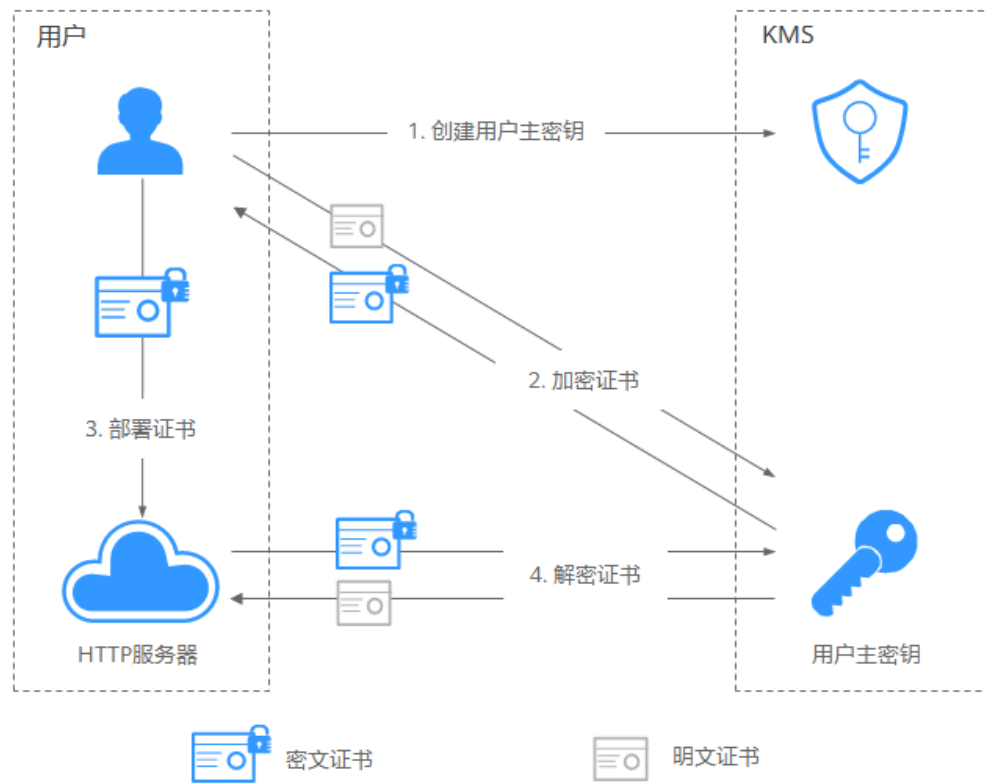 用户
KMS
1. 创建用户主密钥
2. 加密证书
3. 部署证书
4. 解密证书
HTTP服务器
用户主密钥
密文证书
明文证书